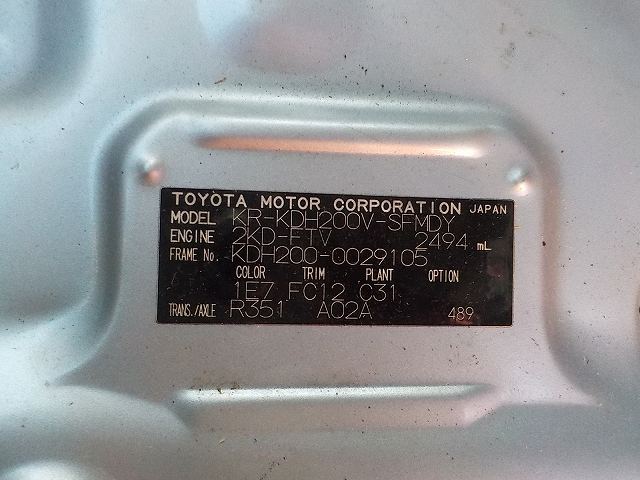 TOYOTA MOTOR CORPORATION JAPAN
MODEL KR-KDH200V-SFMDY
ENGINE 2KD-FTV 2494 mL
FRAME No. KDH200-0029105
COLOR TRIM PLANT OPTION
1E7 FC12 C31
TRANS./AXLE R351 A02A 489